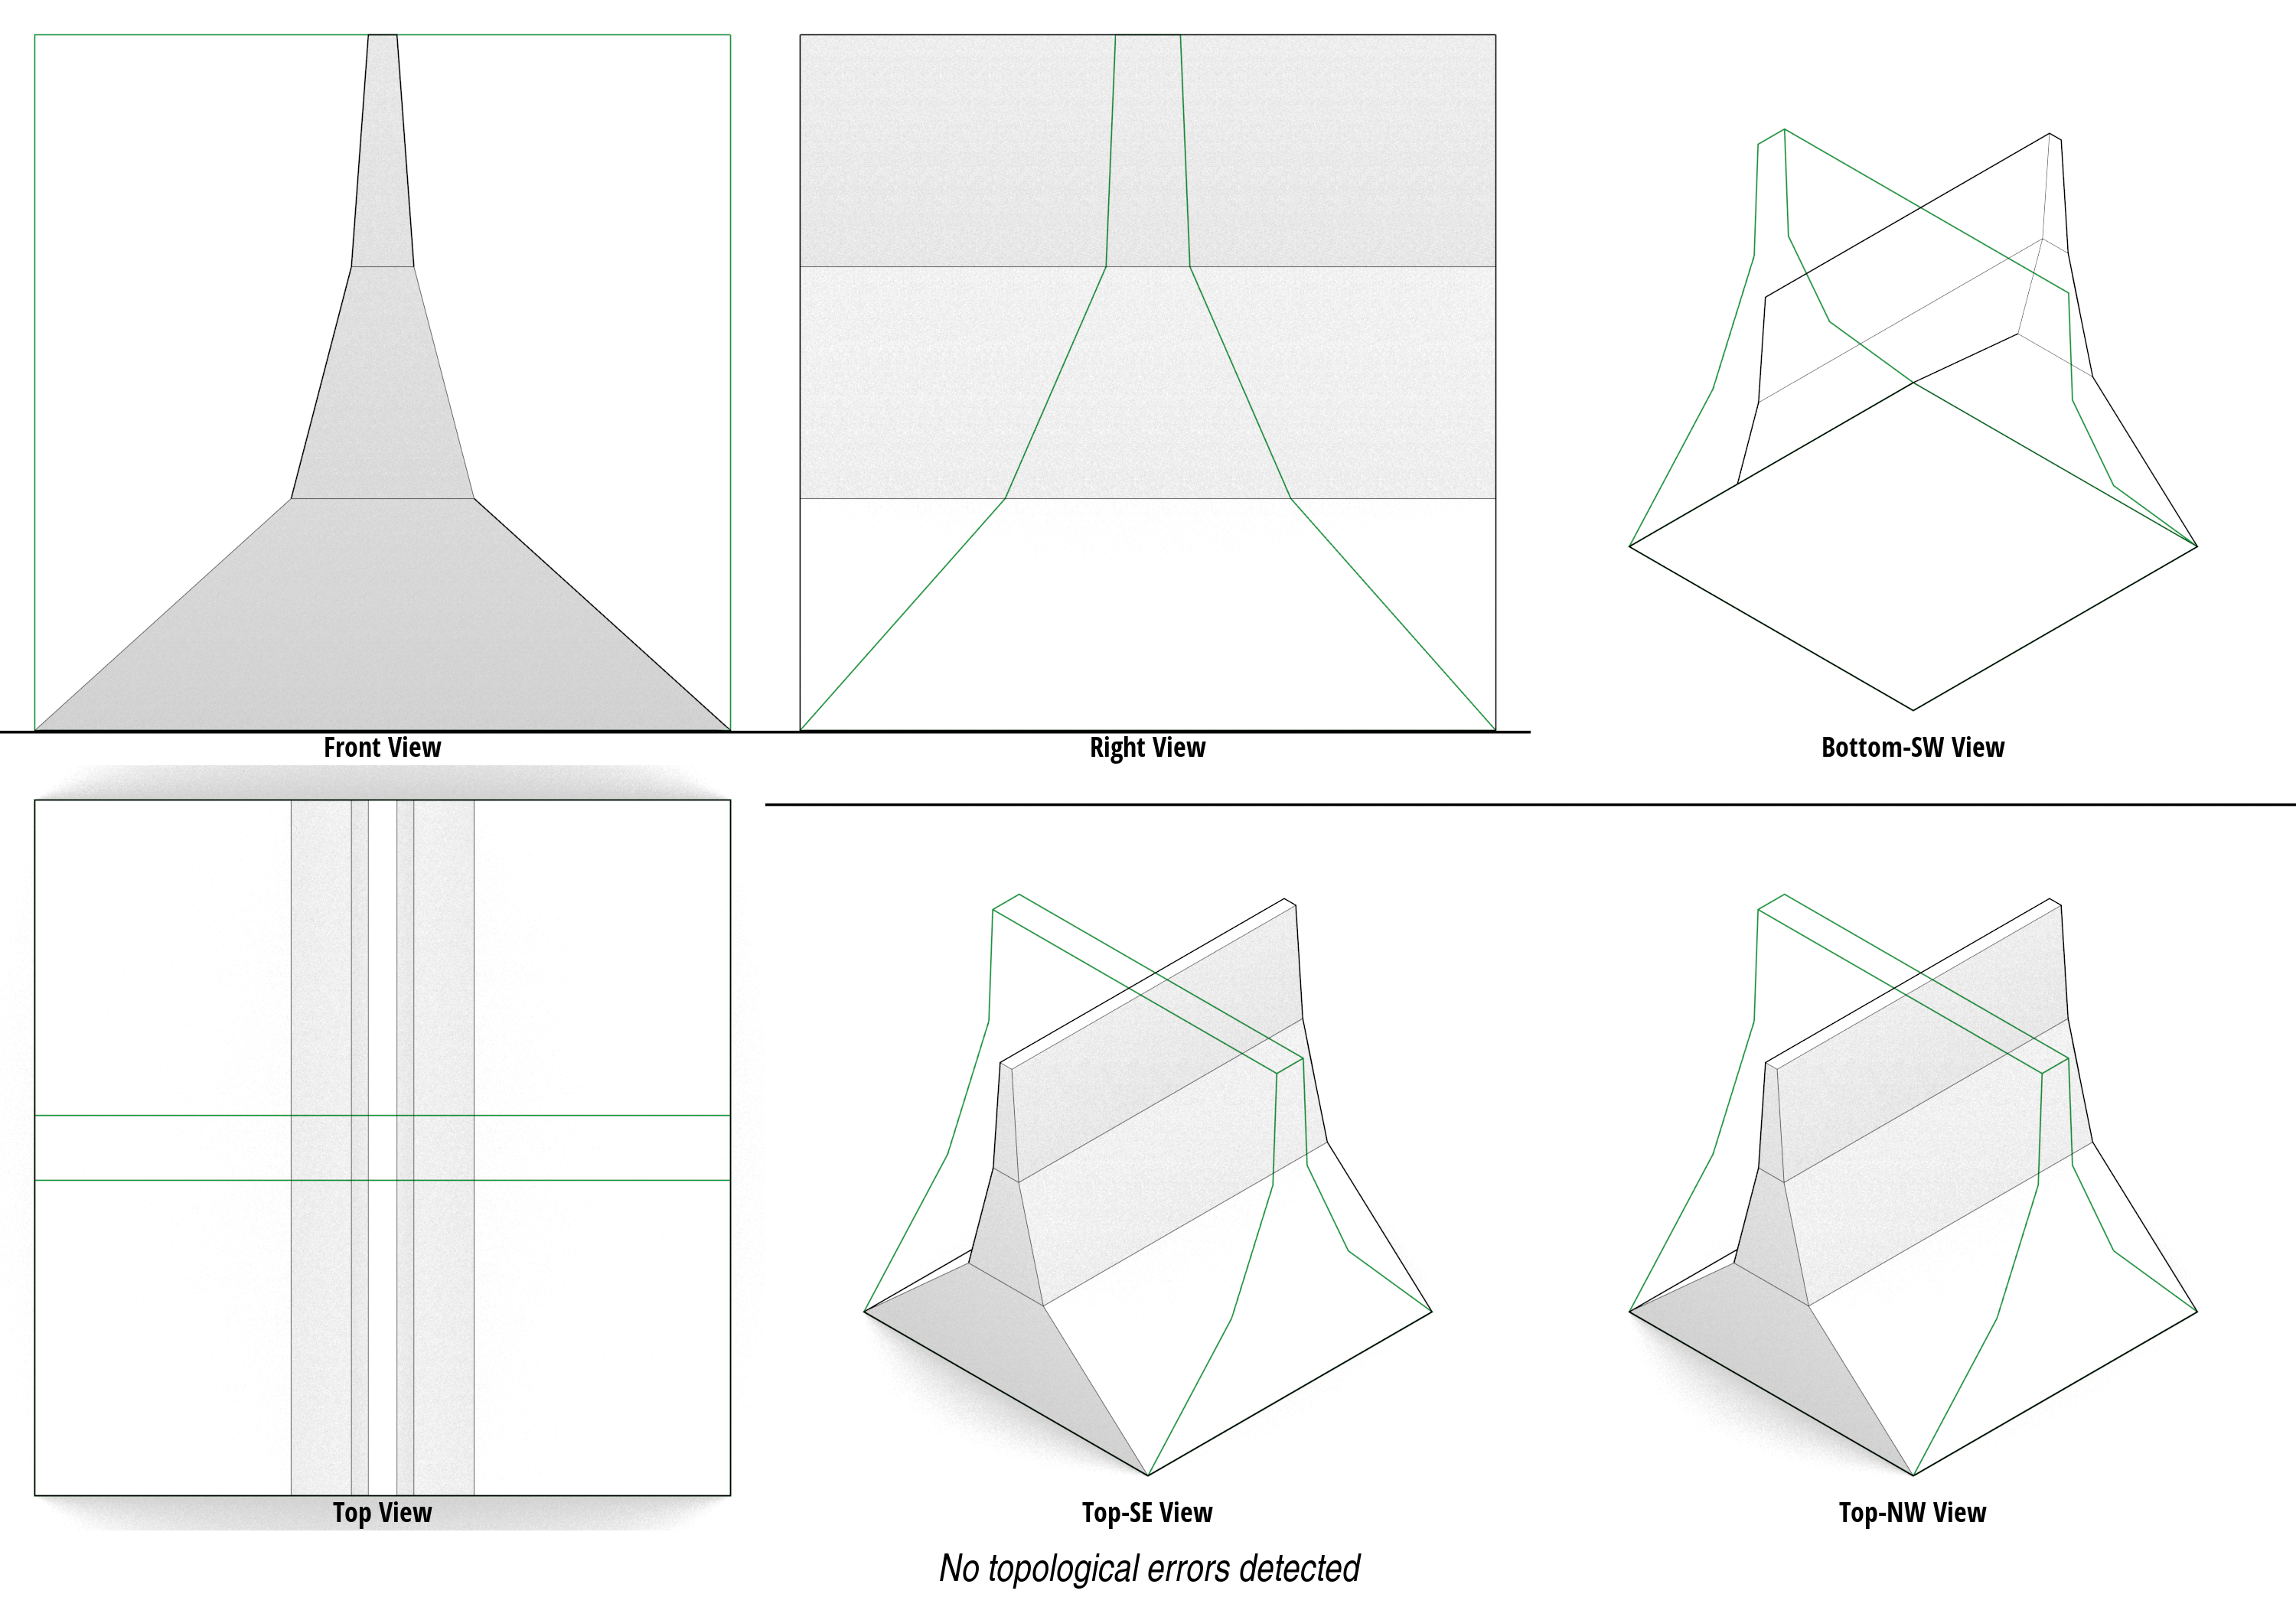 Front View
Right View
Bottom-SW View
Top View
Top-SE View
Top-NW View
No topological errors detected